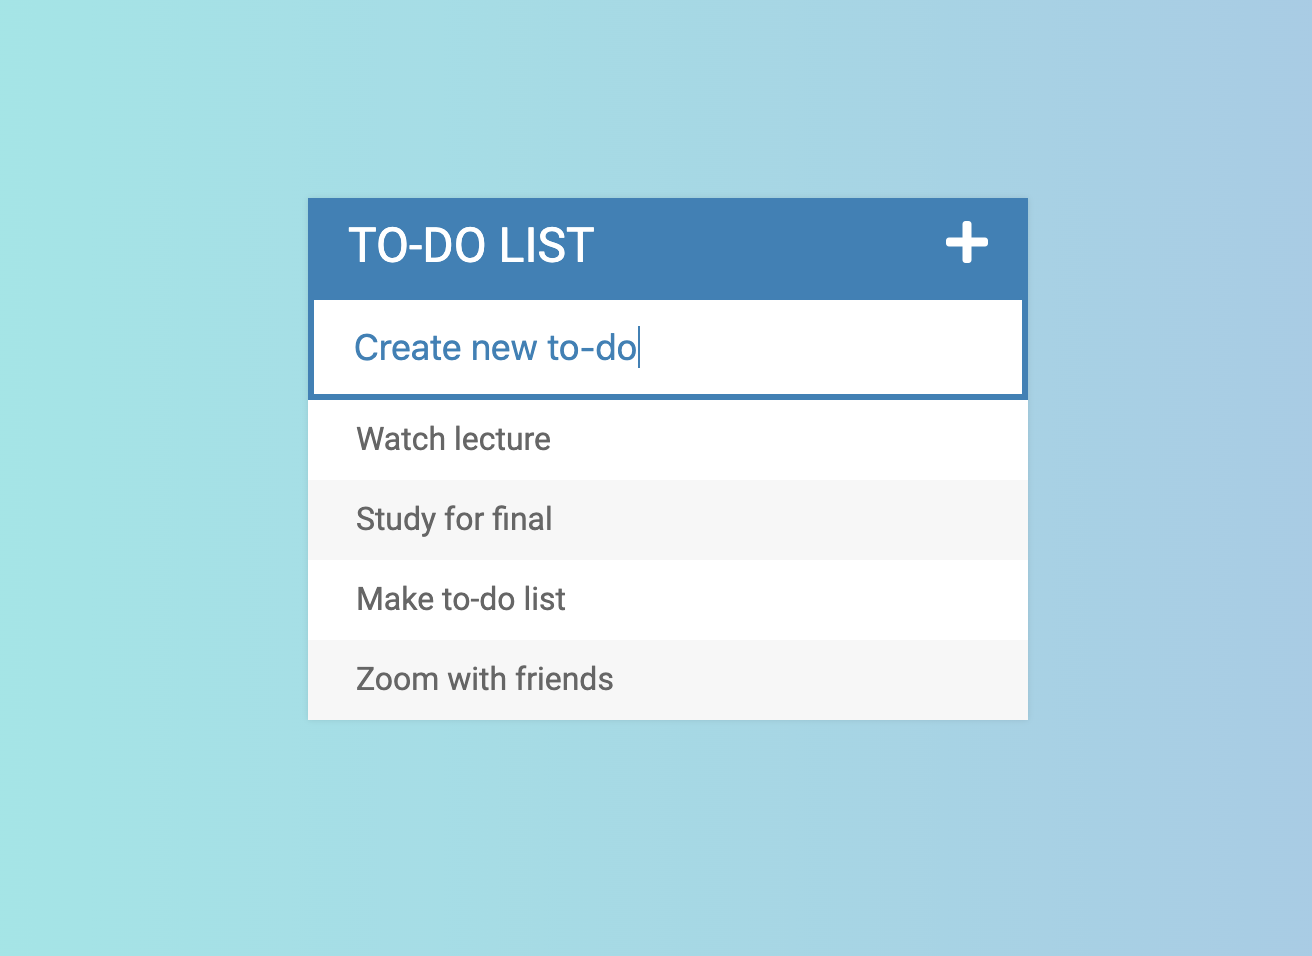 TO-DO LIST
Create new to-do
Watch lecture
Study for final
Make to-do list
Zoom with friends